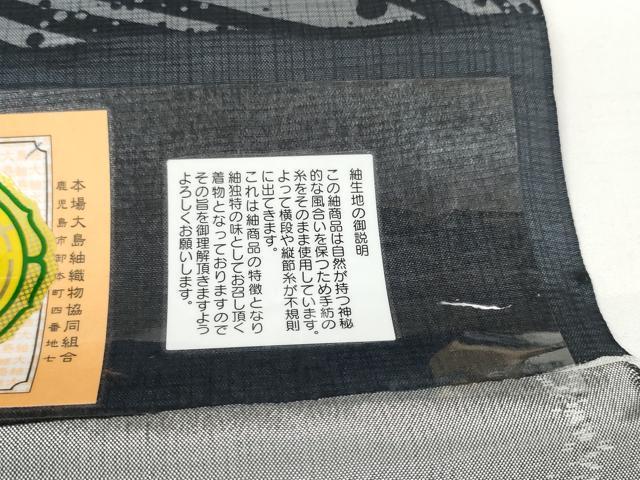 紬生地の御説明
この紬商品は自然が持つ神秘
的な風合いを保つため手紡の
糸をそのまま使用しています。
よって横段や縦節糸が不規則
に出てきます。
これは紬商品の特徴となり
紬独特の味としてお召し頂く
着物となっておりますので
その旨を御理解頂きますよう
よろしくお願いします。
本場大島紬織物協同組合
鹿児島市卸本町四番地七